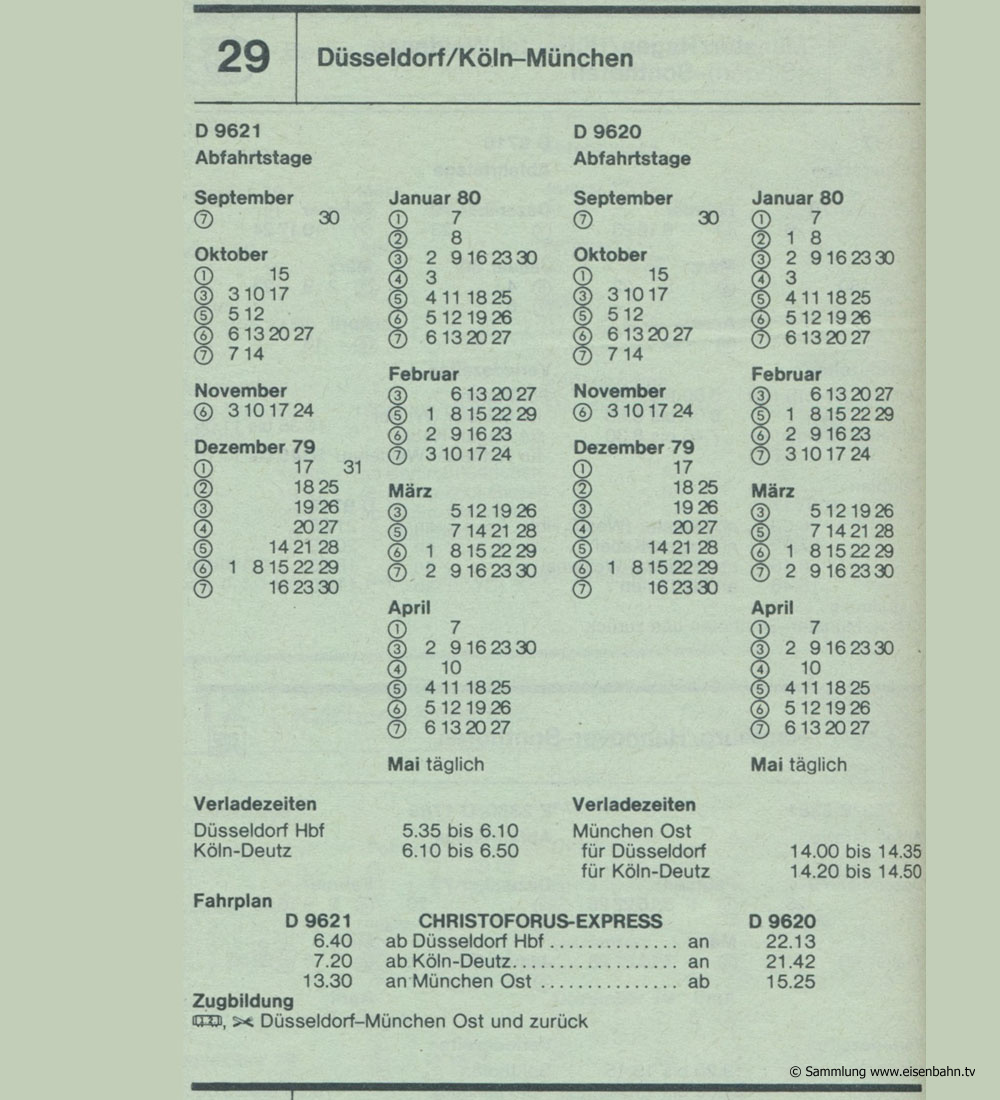 29
Düsseldorf/Köln–München
D 9621
Abfahrtstage
September
⑦ 30
Oktober
① 15
③ 3 10 17
⑤ 5 12
⑥ 6 13 20 27
⑦ 7 14
November
⑥ 3 10 17 24
Dezember 79
① 17 31
② 18 25
③ 19 26
④ 20 27
⑤ 14 21 28
⑥ 1 8 15 22 29
⑦ 16 23 30
Januar 80
① 7
② 8
③ 2 9 16 23 30
④ 3
⑤ 4 11 18 25
⑥ 5 12 19 26
⑦ 6 13 20 27
Februar
③ 6 13 20 27
⑤ 1 8 15 22 29
⑥ 2 9 16 23
⑦ 3 10 17 24
März
③ 5 12 19 26
⑤ 7 14 21 28
⑥ 1 8 15 22 29
⑦ 2 9 16 23 30
April
① 7
③ 2 9 16 23 30
④ 10
⑤ 4 11 18 25
⑥ 5 12 19 26
⑦ 6 13 20 27
Mai täglich
D 9620
Abfahrtstage
September
⑦ 30
Oktober
① 15
③ 3 10 17
⑤ 5 12
⑥ 6 13 20 27
⑦ 7 14
November
⑥ 3 10 17 24
Dezember 79
① 17
② 18 25
③ 19 26
④ 20 27
⑤ 14 21 28
⑥ 1 8 15 22 29
⑦ 16 23 30
Januar 80
① 7
② 1 8
③ 2 9 16 23 30
④ 3
⑤ 4 11 18 25
⑥ 5 12 19 26
⑦ 6 13 20 27
Februar
③ 6 13 20 27
⑤ 1 8 15 22 29
⑥ 2 9 16 23
⑦ 3 10 17 24
März
③ 5 12 19 26
⑤ 7 14 21 28
⑥ 1 8 15 22 29
⑦ 2 9 16 23 30
April
① 7
③ 2 9 16 23 30
④ 10
⑤ 4 11 18 25
⑥ 5 12 19 26
⑦ 6 13 20 27
Mai täglich
Verladezeiten
Düsseldorf Hbf 5.35 bis 6.10
Köln-Deutz 6.10 bis 6.50
Verladezeiten
München Ost
für Düsseldorf 14.00 bis 14.35
für Köln-Deutz 14.20 bis 14.50
Fahrplan
D 9621 CHRISTOFORUS-EXPRESS D 9620
6.40 ab Düsseldorf Hbf .............. an 22.13
7.20 ab Köln-Deutz.................. an 21.42
13.30 an München Ost ............... ab 15.25
Zugbildung
, Düsseldorf–München Ost und zurück
© Sammlung www.eisenbahn.tv